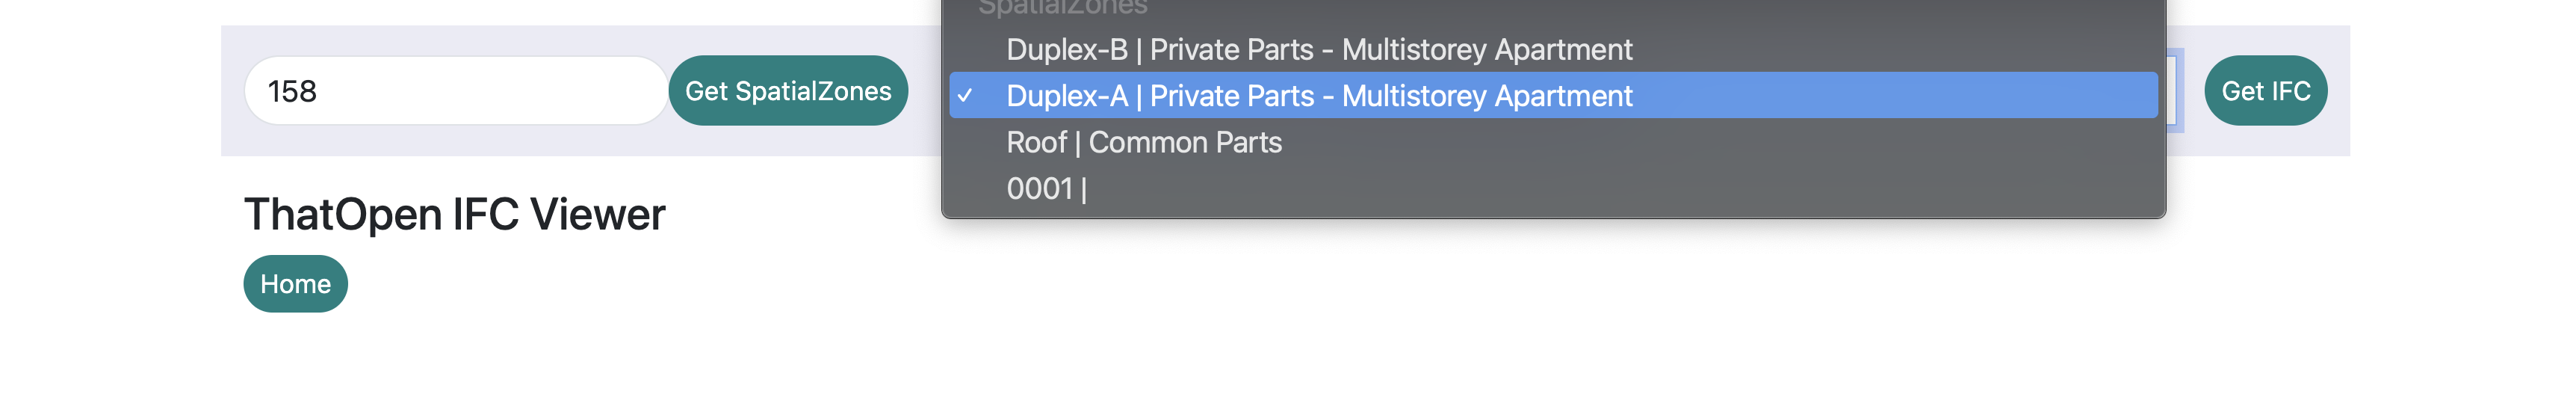 SpatialZones
158
Get SpatialZones
Duplex-B | Private Parts - Multistorey Apartment
✓ Duplex-A | Private Parts - Multistorey Apartment
Roof | Common Parts
0001 |
Get IFC
ThatOpen IFC Viewer
Home